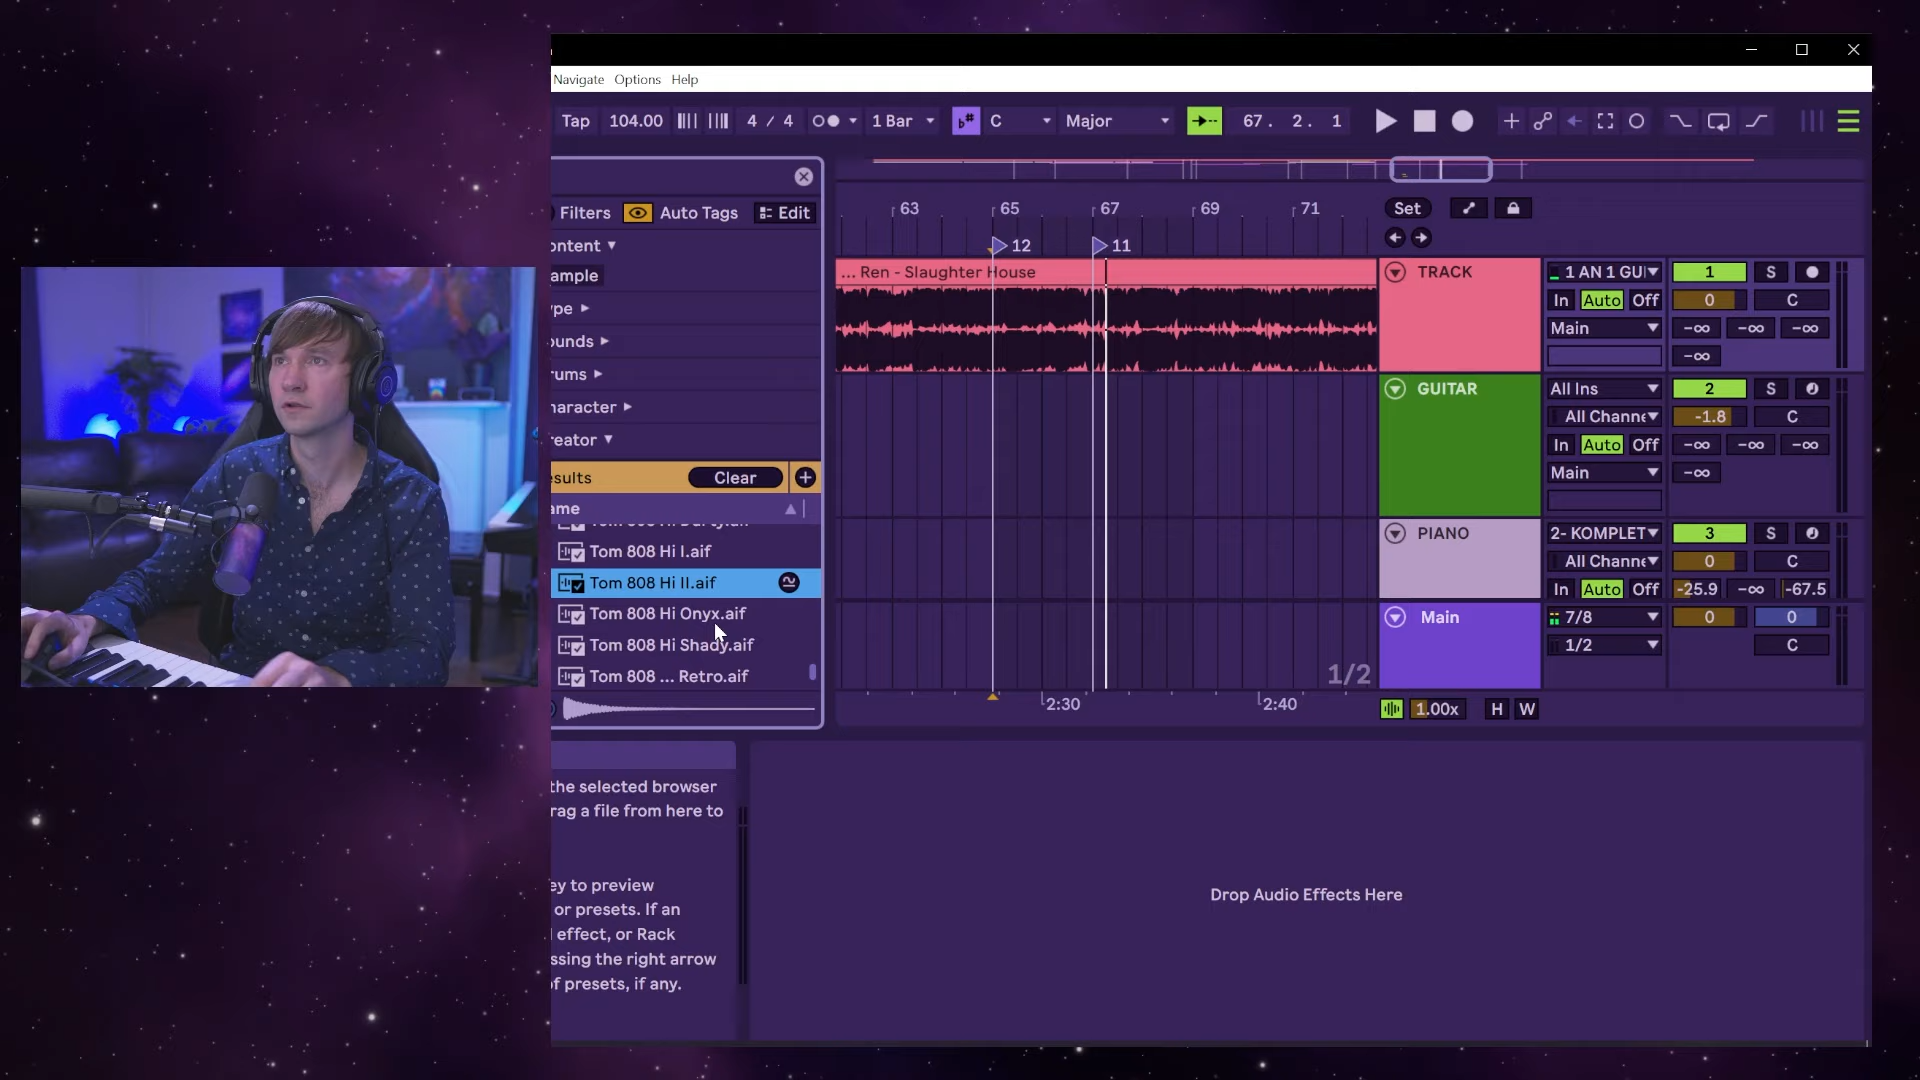 Navigate Options Help
Tap 104.00 4 / 4 1 Bar C Major 67. 2. 1
Filters Auto Tags Edit
ontent
ample
ype
ounds
rums
haracter
reator
esults Clear
ame
Tom 808 Hi I.aif
Tom 808 Hi II.aif
Tom 808 Hi Onyx.aif
Tom 808 Hi Shady.aif
Tom 808 ... Retro.aif
63 65 67 69 71 Set
12 11
... Ren - Slaughter House
TRACK 1 AN 1 GUI 1 S
In Auto Off 0 C
Main -∞ -∞ -∞
-∞
GUITAR All Ins 2 S
All Channe -1.8 C
In Auto Off -∞ -∞ -∞
Main -∞
PIANO 2- KOMPLET 3 S
All Channe 0 C
In Auto Off -25.9 -∞ -67.5
Main 7/8 0 0
1/2 1/2 C
2:30 2:40 1.00x H W
the selected browser
rag a file from here to
ey to preview
or presets. If an
effect, or Rack
ssing the right arrow
f presets, if any.
Drop Audio Effects Here